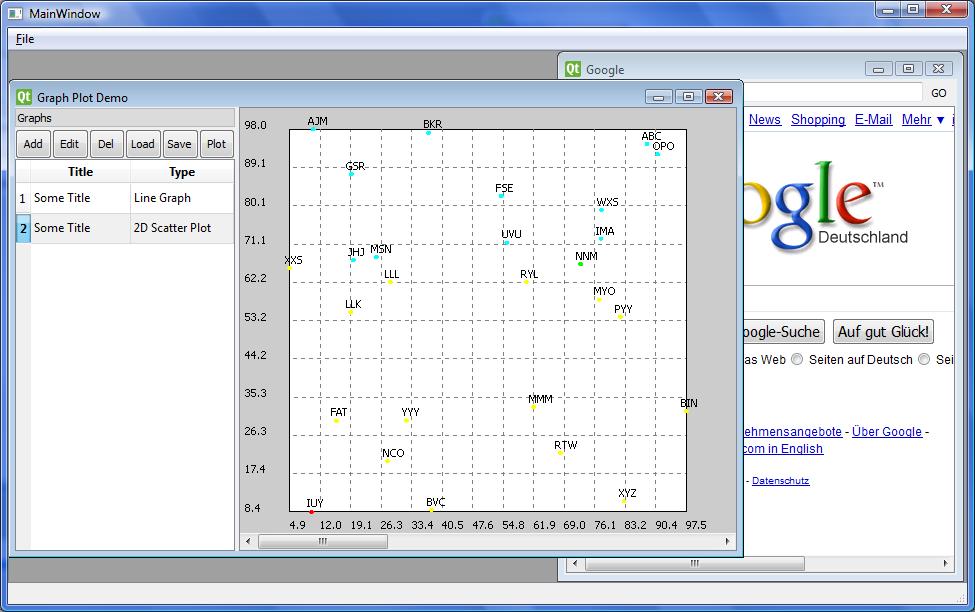 MainWindow
File
Qt Google
GO
News Shopping E-Mail Mehr ▼
ogle™
Deutschland
oogle-Suche Auf gut Glück!
as Web Seiten auf Deutsch Sei
ehmensangebote - Über Google -
com in English
- Datenschutz
Qt Graph Plot Demo
Graphs
Add Edit Del Load Save Plot
Title Type
1 Some Title Line Graph
2 Some Title 2D Scatter Plot
98.0
89.1
80.1
71.1
62.2
53.2
44.2
35.3
26.3
17.4
8.4
AJM BKR
ABC
OPO
GSR
FSE
WXS
UVU IMA
JHJ MSN NNM
XXS
LLL RYL
MYO
LLK PYY
MMM BIN
FAT YYY
RTW
NCO
XYZ
IUY BVC
4.9 12.0 19.1 26.3 33.4 40.5 47.6 54.8 61.9 69.0 76.1 83.2 90.4 97.5